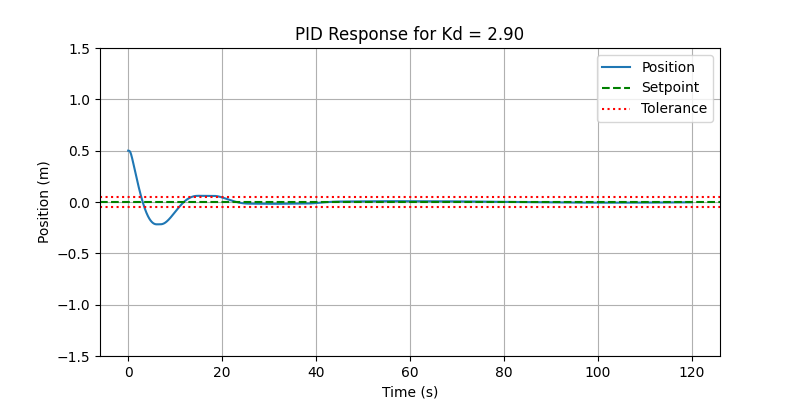 PID Response for Kd = 2.90
Position (m)
1.5
1.0
0.5
0.0
−0.5
−1.0
−1.5
Position
Setpoint
Tolerance
0 20 40 60 80 100 120
Time (s)